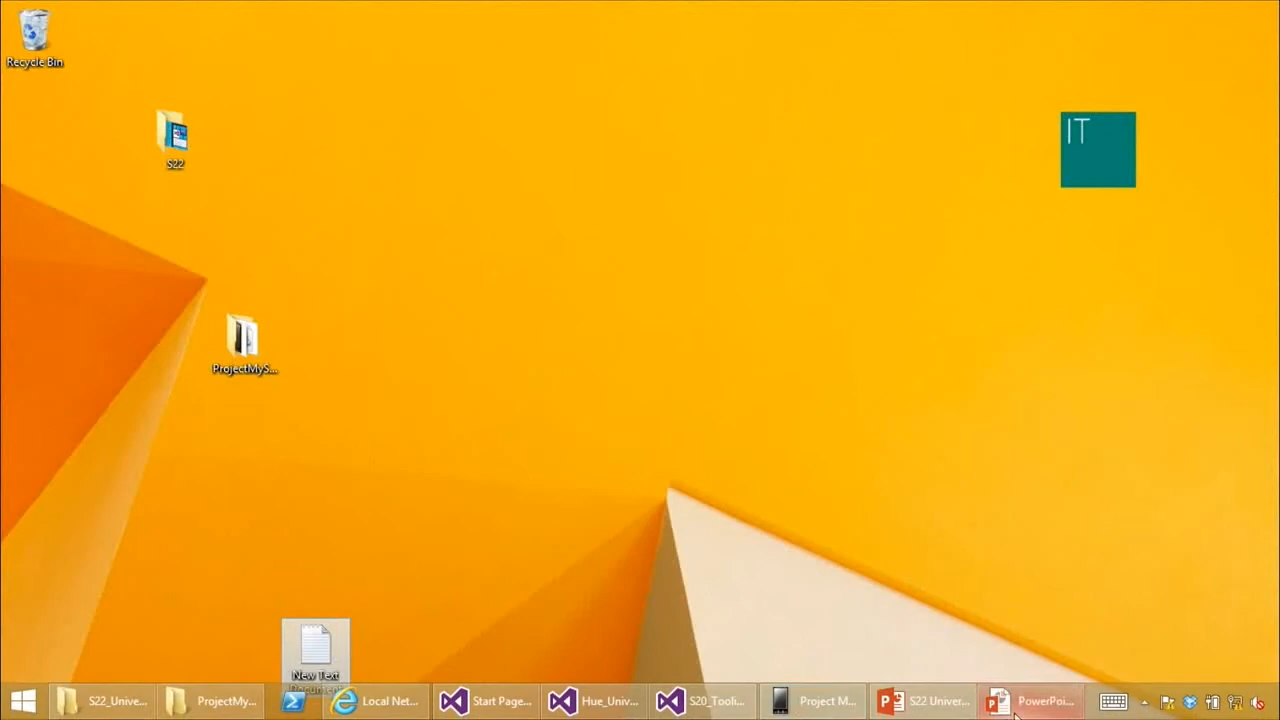 Recycle Bin
S22
IT
ProjectMyS...
New Text
Document
S22_Unive...
ProjectMy...
Local Net...
Start Page...
Hue_Univ...
S20_Tooli...
Project M...
S22 Univer...
PowerPoi...